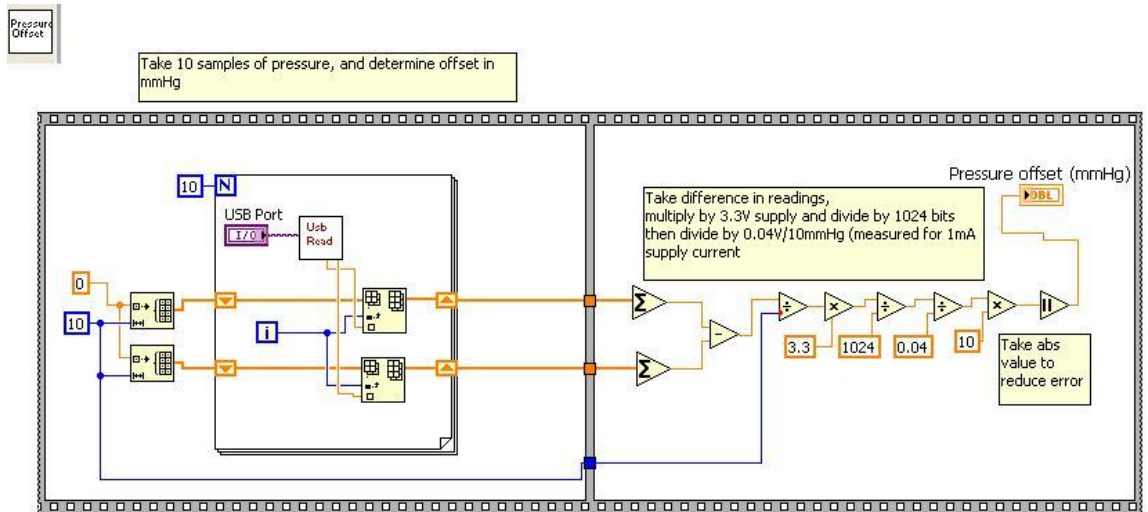 Pressure
Offset
Take 10 samples of pressure, and determine offset in
mmHg
10
N
USB Port
I/O
Usb
Read
0
10
i
Pressure offset (mmHg)
DBL
Take difference in readings,
multiply by 3.3V supply and divide by 1024 bits
then divide by 0.04V/10mmHg (measured for 1mA
supply current
Σ
Σ
-
÷
×
÷
÷
×
||
3.3
1024
0.04
10
Take abs
value to
reduce error